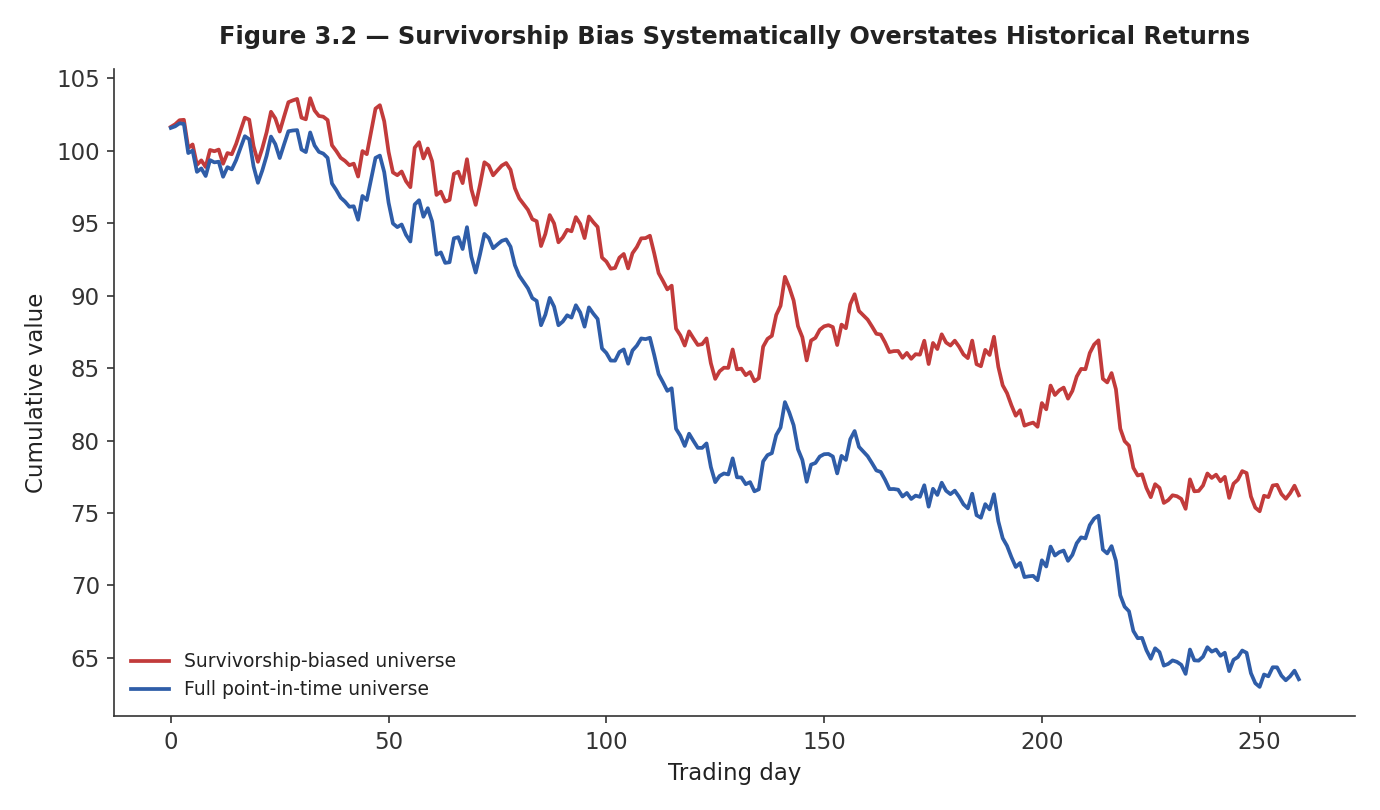 Figure 3.2 — Survivorship Bias Systematically Overstates Historical Returns
105
100
95
90
85
80
75
70
65
Cumulative value
Survivorship-biased universe
Full point-in-time universe
0 50 100 150 200 250
Trading day